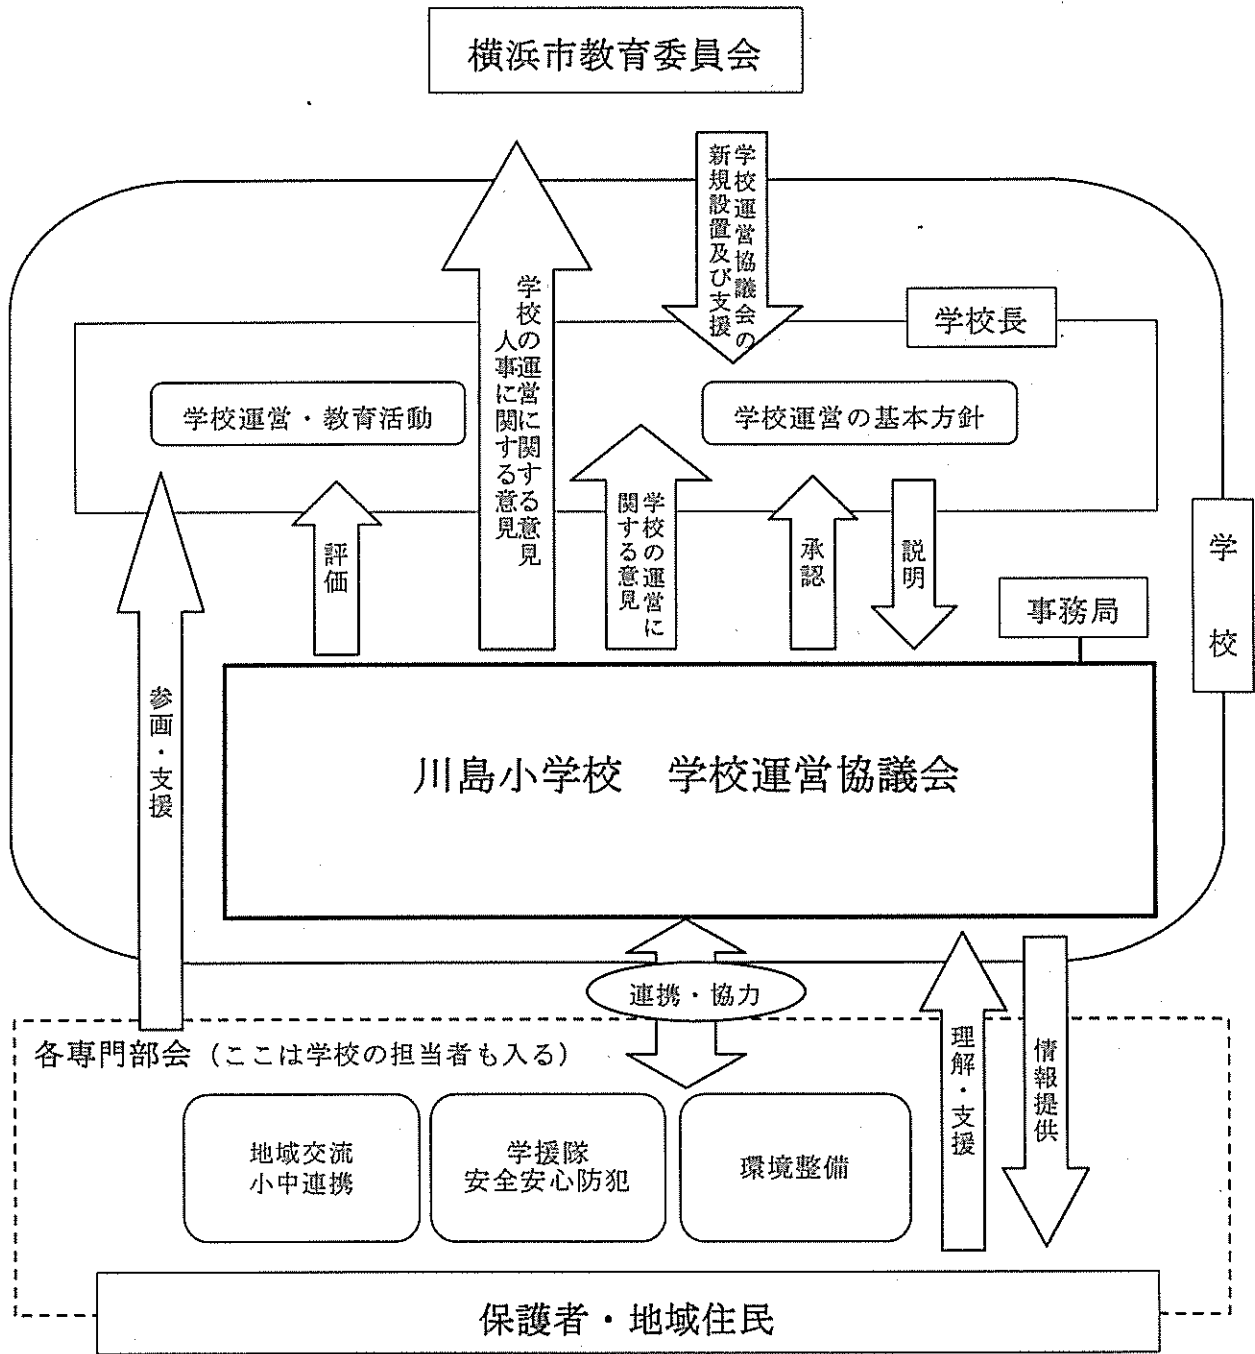 横浜市教育委員会
学校運営協議会の
新規設置及び支援
学校の運営に関する意見
人事に関する意見
学校長
学校運営・教育活動
学校運営の基本方針
学校の運営に
関する意見
評価
承認
説明
学校
事務局
参画・支援
川島小学校　学校運営協議会
連携・協力
各専門部会（ここは学校の担当者も入る）
理解・支援
情報提供
地域交流
小中連携
学援隊
安全安心防犯
環境整備
保護者・地域住民